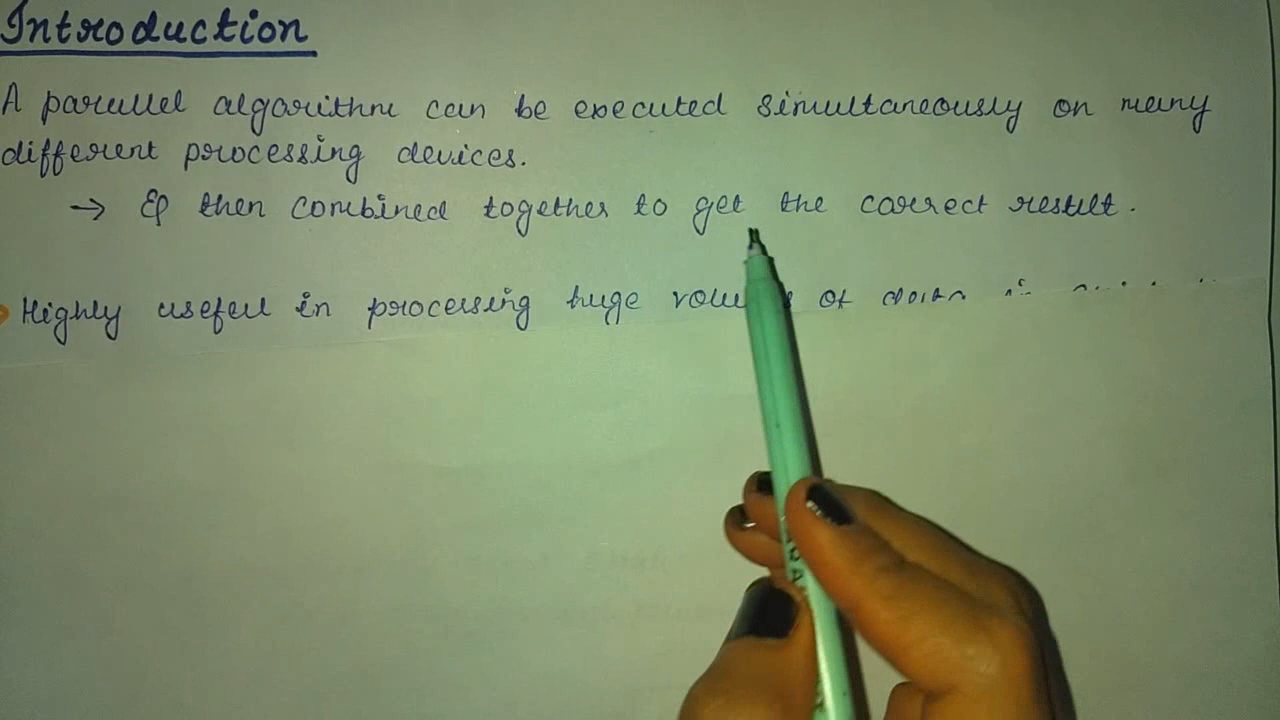 Introduction
A parallel algorithm can be executed simultaneously on many
different processing devices.
→ & then combined together to get the correct result.
Highly useful in processing huge of